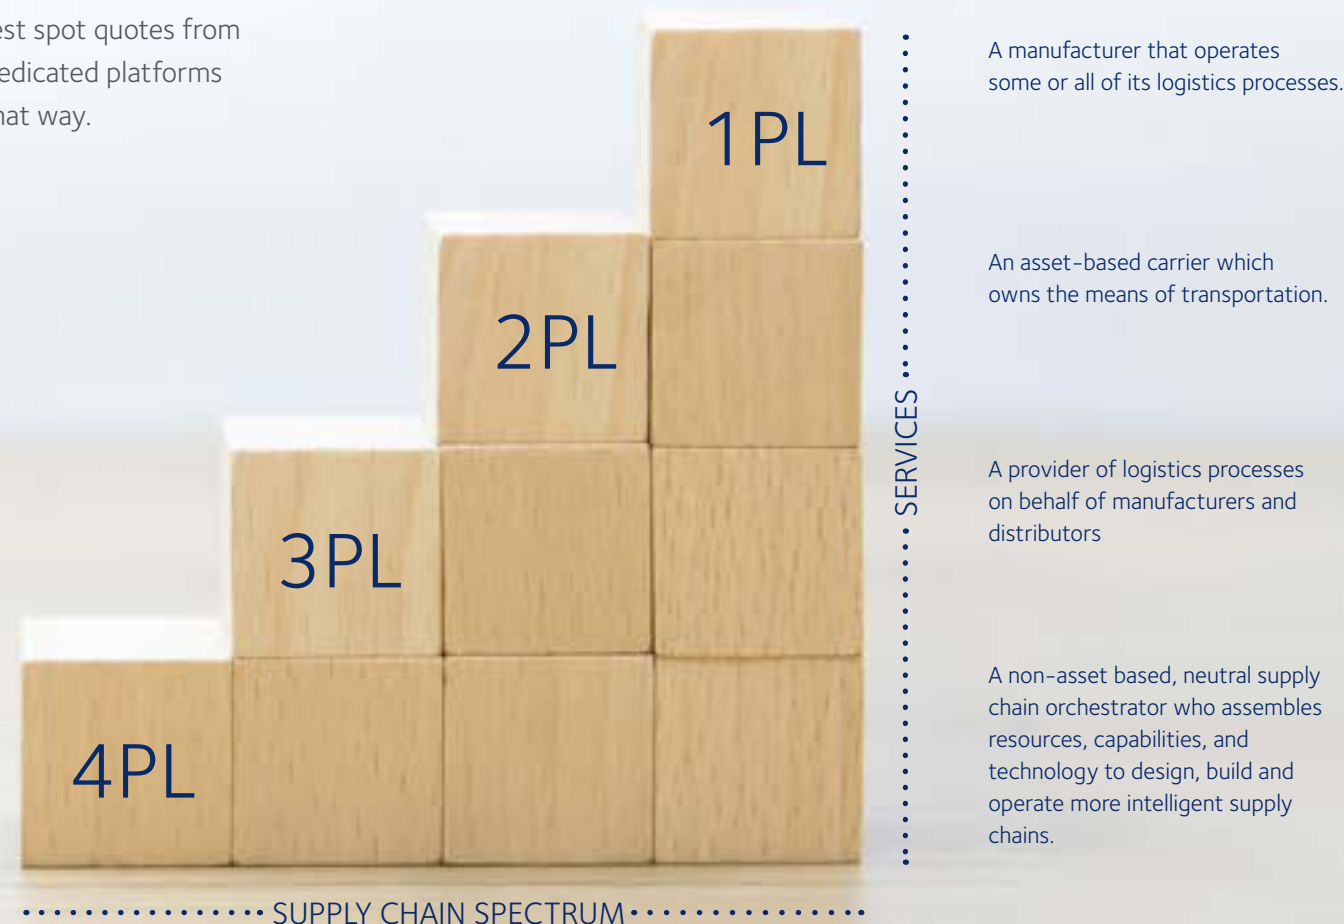 est spot quotes from
edicated platforms
nat way.
1PL
A manufacturer that operates
some or all of its logistics processes.
2PL
An asset-based carrier which
owns the means of transportation.
SERVICES
3PL
A provider of logistics processes
on behalf of manufacturers and
distributors
4PL
A non-asset based, neutral supply
chain orchestrator who assembles
resources, capabilities, and
technology to design, build and
operate more intelligent supply
chains.
SUPPLY CHAIN SPECTRUM